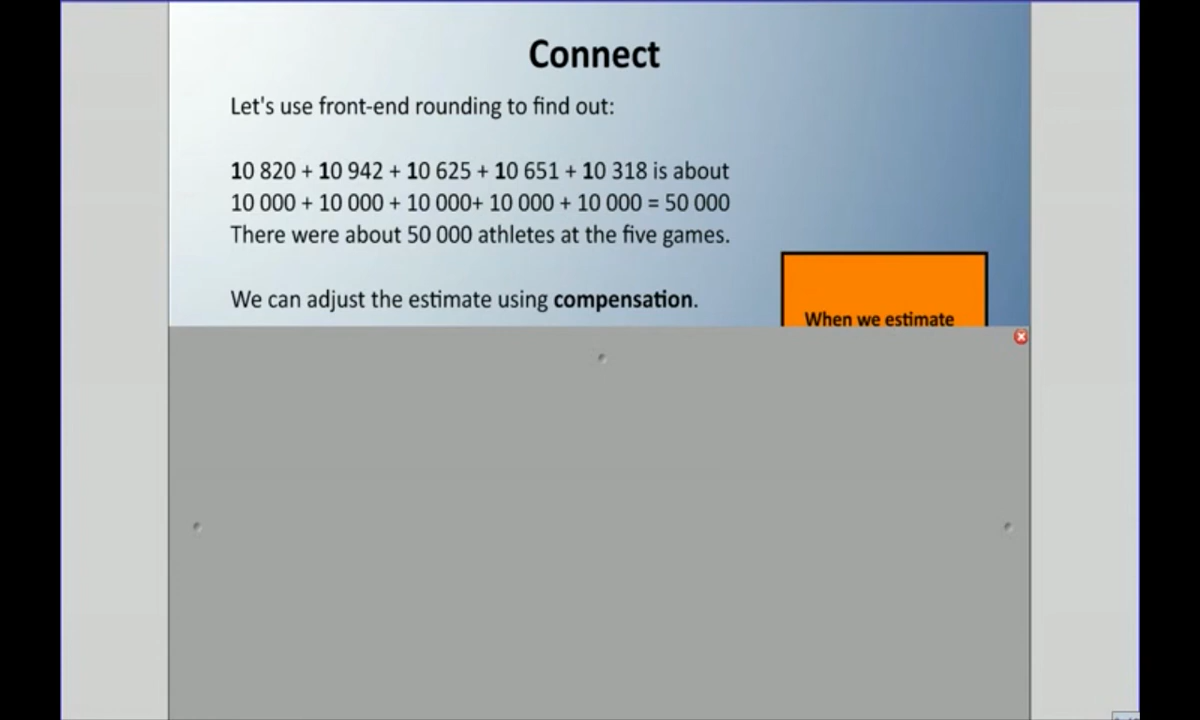 Connect
Let's use front-end rounding to find out:
10 820 + 10 942 + 10 625 + 10 651 + 10 318 is about
10 000 + 10 000 + 10 000+ 10 000 + 10 000 = 50 000
There were about 50 000 athletes at the five games.
We can adjust the estimate using compensation.
When we estimate